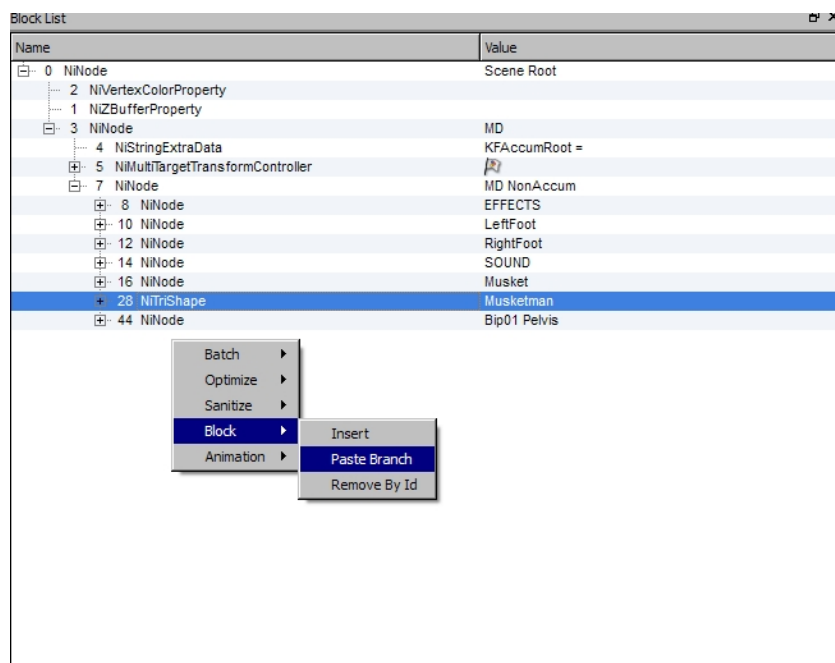 Block List
Name Value
0 NiNode Scene Root
2 NiVertexColorProperty
1 NiZBufferProperty
3 NiNode MD
4 NiStringExtraData KFAccumRoot =
5 NiMultiTargetTransformController
7 NiNode MD NonAccum
8 NiNode EFFECTS
10 NiNode LeftFoot
12 NiNode RightFoot
14 NiNode SOUND
16 NiNode Musket
28 NiTriShape Musketman
44 NiNode Bip01 Pelvis
Batch
Optimize
Sanitize
Block
Animation
Insert
Paste Branch
Remove By Id